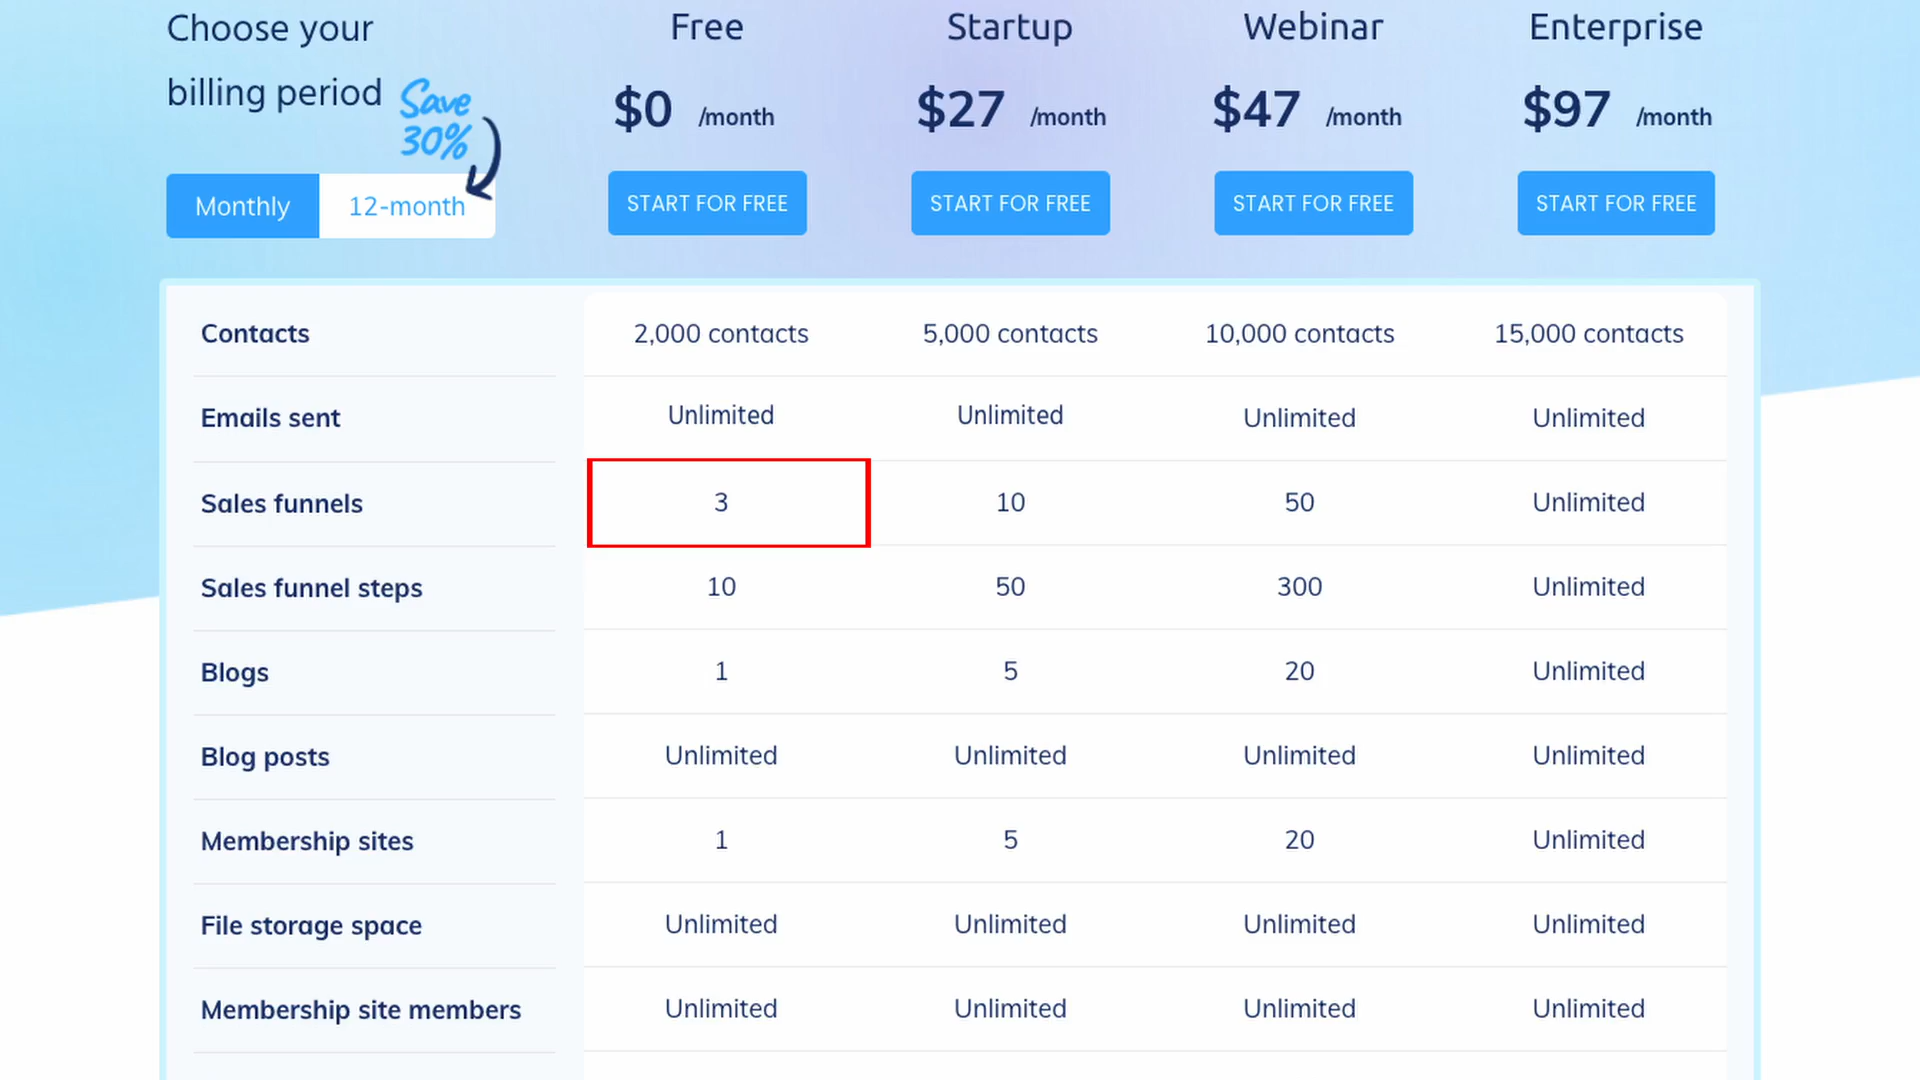 Choose your
billing period
Save
30%
Monthly 12-month
Free Startup Webinar Enterprise
$0 /month $27 /month $47 /month $97 /month
START FOR FREE START FOR FREE START FOR FREE START FOR FREE
Contacts 2,000 contacts 5,000 contacts 10,000 contacts 15,000 contacts
Emails sent Unlimited Unlimited Unlimited Unlimited
Sales funnels 3 10 50 Unlimited
Sales funnel steps 10 50 300 Unlimited
Blogs 1 5 20 Unlimited
Blog posts Unlimited Unlimited Unlimited Unlimited
Membership sites 1 5 20 Unlimited
File storage space Unlimited Unlimited Unlimited Unlimited
Membership site members Unlimited Unlimited Unlimited Unlimited